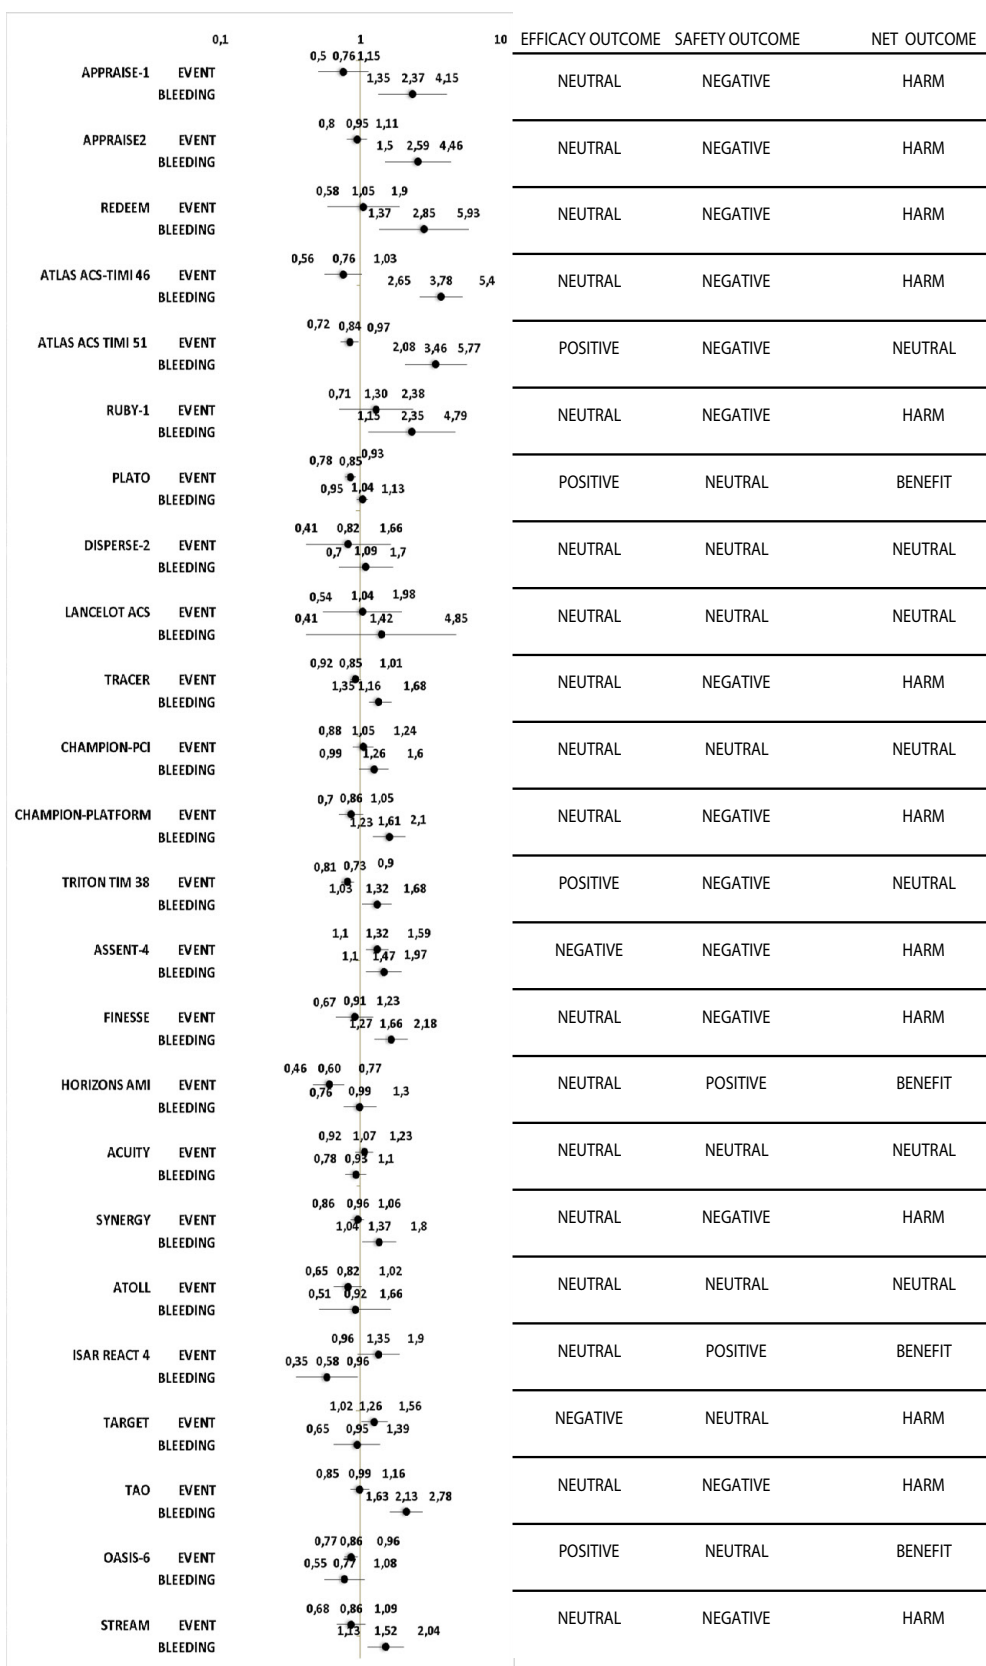 0,1 1 10 EFFICACY OUTCOME SAFETY OUTCOME NET OUTCOME
0,5 0,76 1,15
APPRAISE-1 EVENT NEUTRAL NEGATIVE HARM
1,35 2,37 4,15
BLEEDING
0,8 0,95 1,11
APPRAISE2 EVENT NEUTRAL NEGATIVE HARM
1,5 2,59 4,46
BLEEDING
0,58 1,05 1,9
REDEEM EVENT NEUTRAL NEGATIVE HARM
1,37 2,85 5,93
BLEEDING
0,56 0,76 1,03
ATLAS ACS-TIMI 46 EVENT NEUTRAL NEGATIVE HARM
2,65 3,78 5,4
BLEEDING
0,72 0,84 0,97
ATLAS ACS TIMI 51 EVENT POSITIVE NEGATIVE NEUTRAL
2,08 3,46 5,77
BLEEDING
0,71 1,30 2,38
RUBY-1 EVENT NEUTRAL NEGATIVE HARM
1,15 2,35 4,79
BLEEDING
0,78 0,85 0,93
PLATO EVENT POSITIVE NEUTRAL BENEFIT
0,95 1,04 1,13
BLEEDING
0,41 0,82 1,66
DISPERSE-2 EVENT NEUTRAL NEUTRAL NEUTRAL
0,7 1,09 1,7
BLEEDING
0,54 1,04 1,98
LANCELOT ACS EVENT NEUTRAL NEUTRAL NEUTRAL
0,41 1,42 4,85
BLEEDING
0,92 0,85 1,01
TRACER EVENT NEUTRAL NEGATIVE HARM
1,35 1,16 1,68
BLEEDING
0,88 1,05 1,24
CHAMPION-PCI EVENT NEUTRAL NEUTRAL NEUTRAL
0,99 1,26 1,6
BLEEDING
0,7 0,86 1,05
CHAMPION-PLATFORM EVENT NEUTRAL NEGATIVE HARM
1,23 1,61 2,1
BLEEDING
0,81 0,73 0,9
TRITON TIM 38 EVENT POSITIVE NEGATIVE NEUTRAL
1,03 1,32 1,68
BLEEDING
1,1 1,32 1,59
ASSENT-4 EVENT NEGATIVE NEGATIVE HARM
1,1 1,47 1,97
BLEEDING
0,67 0,91 1,23
FINESSE EVENT NEUTRAL NEGATIVE HARM
1,27 1,66 2,18
BLEEDING
0,46 0,60 0,77
HORIZONS AMI EVENT NEUTRAL POSITIVE BENEFIT
0,76 0,99 1,3
BLEEDING
0,92 1,07 1,23
ACUITY EVENT NEUTRAL NEUTRAL NEUTRAL
0,78 0,93 1,1
BLEEDING
0,86 0,96 1,06
SYNERGY EVENT NEUTRAL NEGATIVE HARM
1,04 1,37 1,8
BLEEDING
0,65 0,82 1,02
ATOLL EVENT NEUTRAL NEUTRAL NEUTRAL
0,51 0,92 1,66
BLEEDING
0,96 1,35 1,9
ISAR REACT 4 EVENT NEUTRAL POSITIVE BENEFIT
0,35 0,58 0,96
BLEEDING
1,02 1,26 1,56
TARGET EVENT NEGATIVE NEUTRAL HARM
0,65 0,95 1,39
BLEEDING
0,85 0,99 1,16
TAO EVENT NEUTRAL NEGATIVE HARM
1,63 2,13 2,78
BLEEDING
0,77 0,86 0,96
OASIS-6 EVENT POSITIVE NEUTRAL BENEFIT
0,55 0,77 1,08
BLEEDING
0,68 0,86 1,09
STREAM EVENT NEUTRAL NEGATIVE HARM
1,13 1,52 2,04
BLEEDING